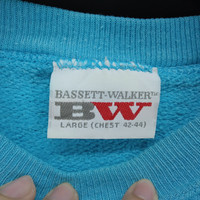 BASSETT-WALKER™
BW
LARGE (CHEST 42-44)